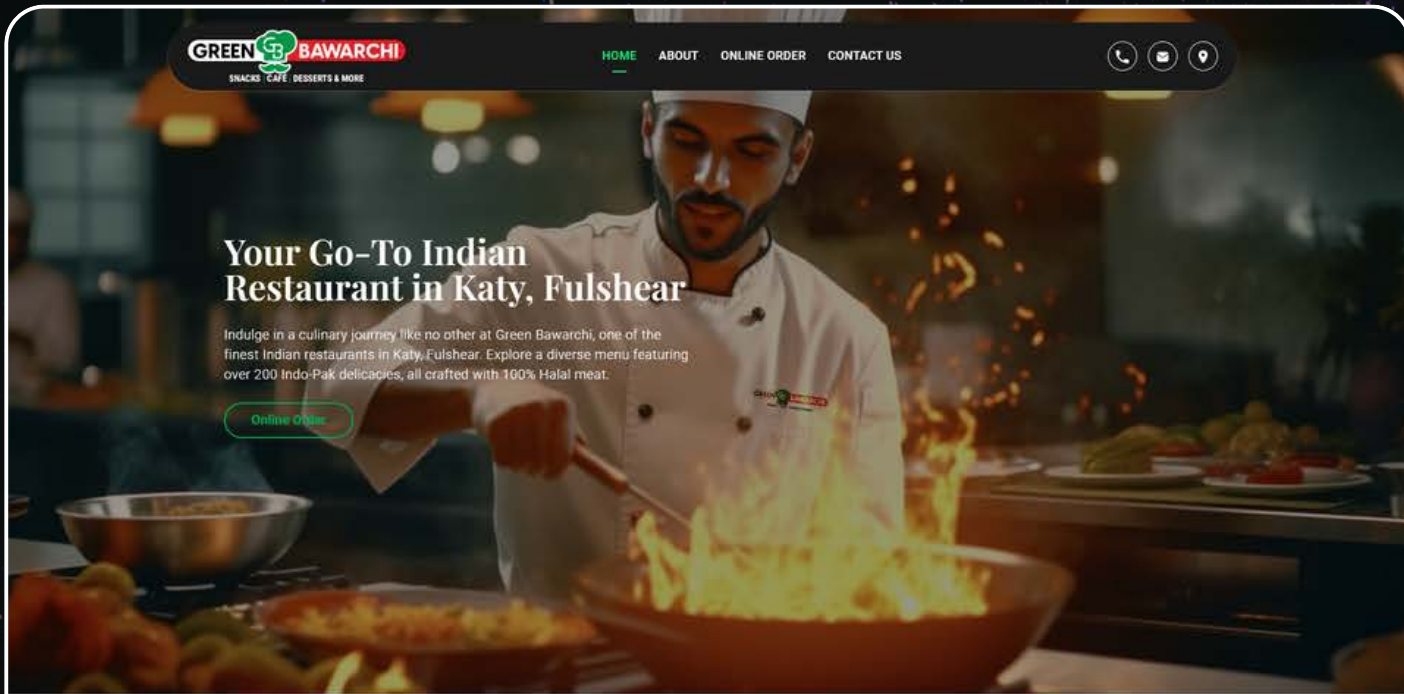 GREEN GB BAWARCHI
SNACKS | CAFE | DESSERTS & MORE
HOME
ABOUT
ONLINE ORDER
CONTACT US
Your Go-To Indian
Restaurant in Katy, Fulshear
Indulge in a culinary journey like no other at Green Bawarchi, one of the
finest Indian restaurants in Katy, Fulshear. Explore a diverse menu featuring
over 200 Indo-Pak delicacies, all crafted with 100% Halal meat.
Online Order
GREEN BAWARCHI